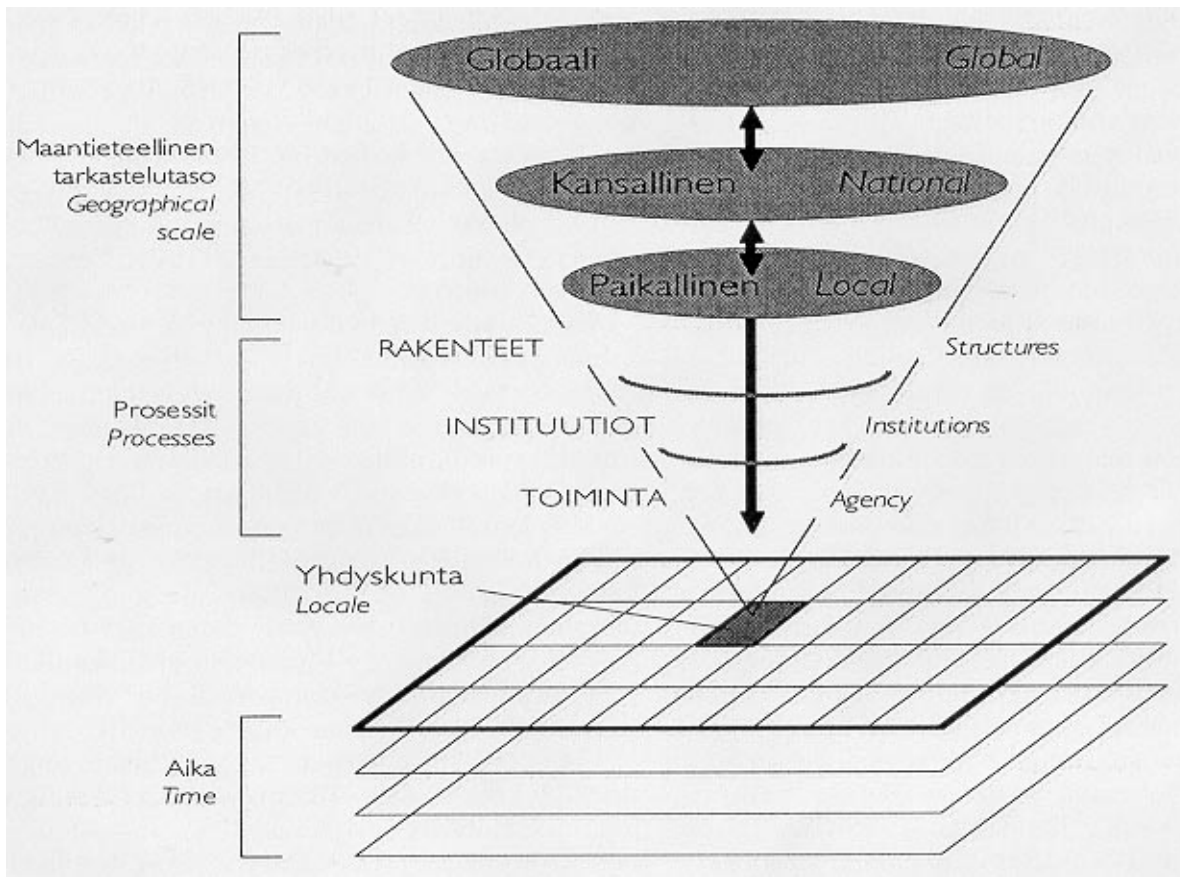 Globaali Global
Maantieteellinen
tarkastelutaso
Geographical
scale
Kansallinen National
Paikallinen Local
RAKENTEET Structures
Prosessit
Processes
INSTITUUTIOT Institutions
TOIMINTA Agency
Yhdyskunta
Locale
Aika
Time